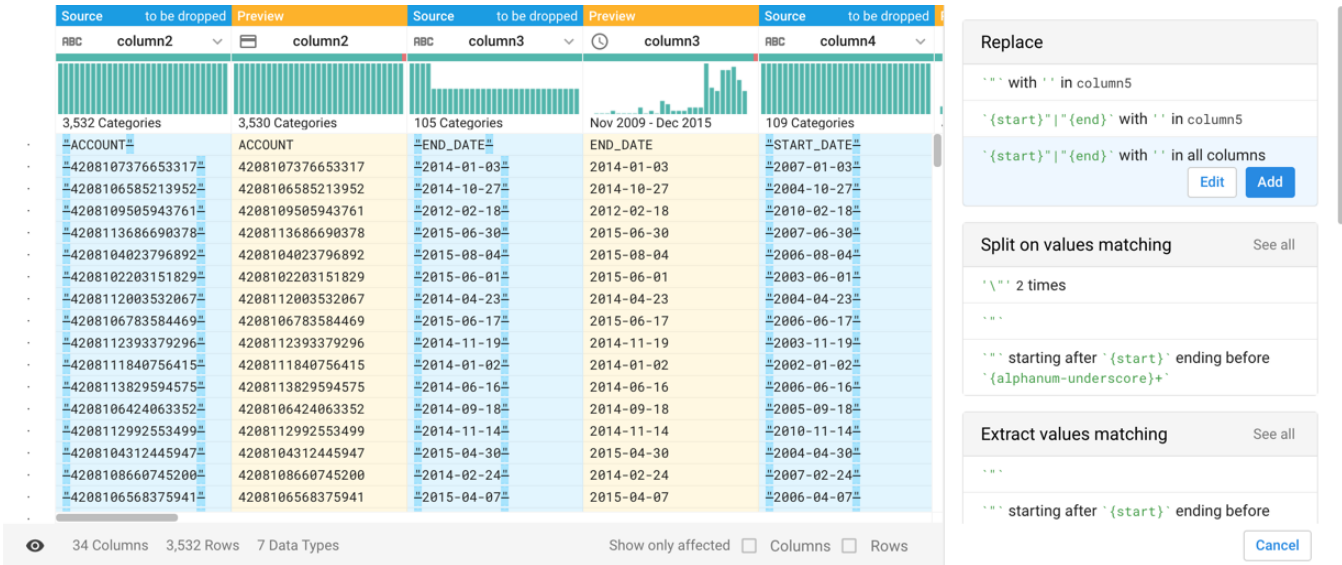 Source to be dropped Preview Source to be dropped Preview Source to be dropped
ABC column2 column2 ABC column3 column3 ABC column4
3,532 Categories 3,530 Categories 105 Categories Nov 2009 - Dec 2015 109 Categories
"ACCOUNT" ACCOUNT "END_DATE" END_DATE "START_DATE"
"4208107376653317" 4208107376653317 "2014-01-03" 2014-01-03 "2007-01-03"
"4208106585213952" 4208106585213952 "2014-10-27" 2014-10-27 "2004-10-27"
"4208109505943761" 4208109505943761 "2012-02-18" 2012-02-18 "2010-02-18"
"4208113686690378" 4208113686690378 "2015-06-30" 2015-06-30 "2007-06-30"
"4208104023796892" 4208104023796892 "2015-08-04" 2015-08-04 "2006-08-04"
"4208102203151829" 4208102203151829 "2015-06-01" 2015-06-01 "2003-06-01"
"4208112003532067" 4208112003532067 "2014-04-23" 2014-04-23 "2004-04-23"
"4208106783584469" 4208106783584469 "2015-06-17" 2015-06-17 "2006-06-17"
"4208112393379296" 4208112393379296 "2014-11-19" 2014-11-19 "2003-11-19"
"4208111840756415" 4208111840756415 "2014-01-02" 2014-01-02 "2002-01-02"
"4208113829594575" 4208113829594575 "2014-06-16" 2014-06-16 "2006-06-16"
"4208106424063352" 4208106424063352 "2014-09-18" 2014-09-18 "2005-09-18"
"4208112992553499" 4208112992553499 "2014-11-14" 2014-11-14 "2010-11-14"
"4208104312445947" 4208104312445947 "2015-04-30" 2015-04-30 "2004-04-30"
"4208108660745200" 4208108660745200 "2014-02-24" 2014-02-24 "2007-02-24"
"4208106568375941" 4208106568375941 "2015-04-07" 2015-04-07 "2006-04-07"
34 Columns 3,532 Rows 7 Data Types Show only affected Columns Rows
Replace
`"` with '' in column5
`{start}"|"{end}` with '' in column5
`{start}"|"{end}` with '' in all columns
Edit Add
Split on values matching See all
'\"' 2 times
`"`
`"` starting after `{start}` ending before
`{alphanum-underscore}+`
Extract values matching See all
`"`
`"` starting after `{start}` ending before
Cancel